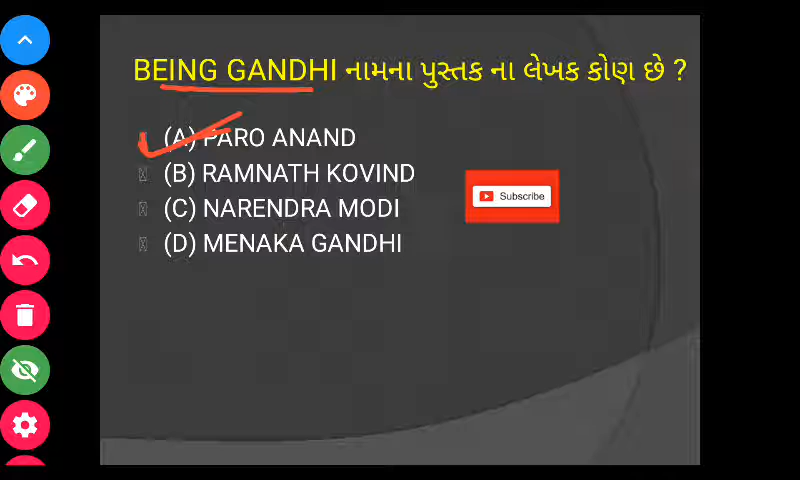 BEING GANDHI નામના પુસ્તક ના લેખક કોણ છે ?
(A) PARO ANAND
(B) RAMNATH KOVIND
(C) NARENDRA MODI
(D) MENAKA GANDHI
Subscribe